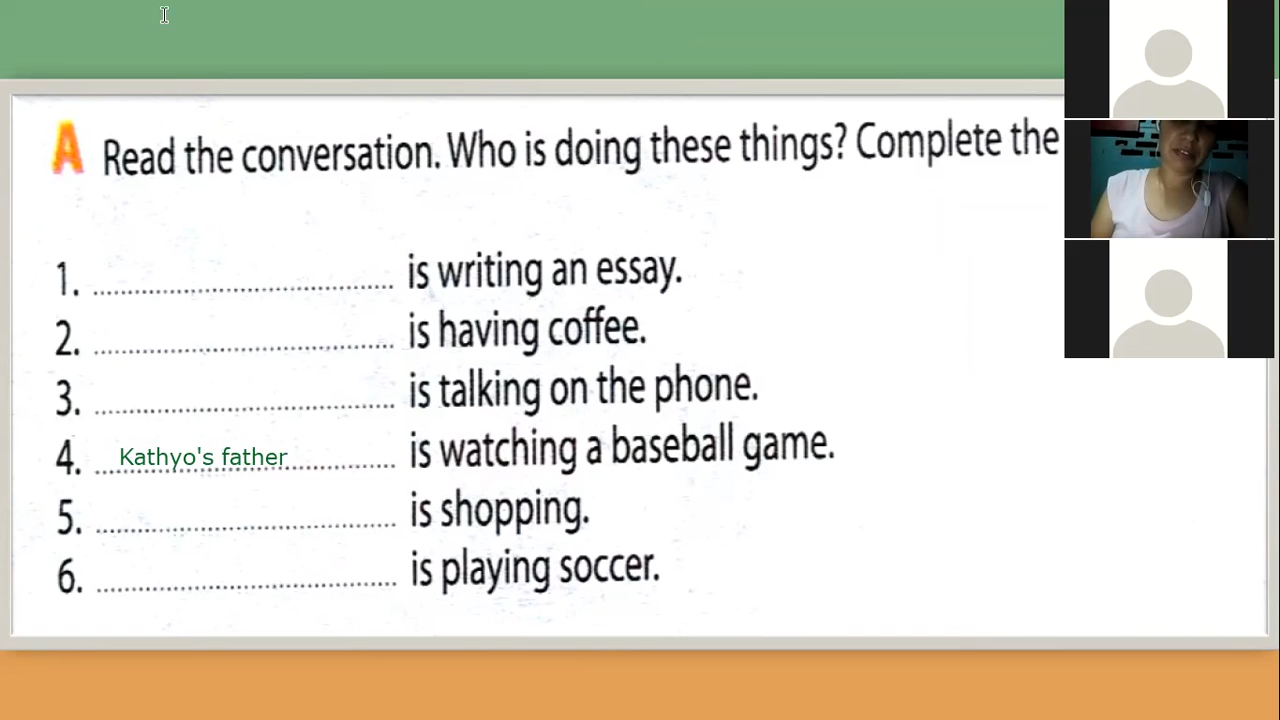 A Read the conversation. Who is doing these things? Complete the
1. .......................................... is writing an essay.
2. .......................................... is having coffee.
3. .......................................... is talking on the phone.
4. Kathyo's father is watching a baseball game.
5. .......................................... is shopping.
6. .......................................... is playing soccer.